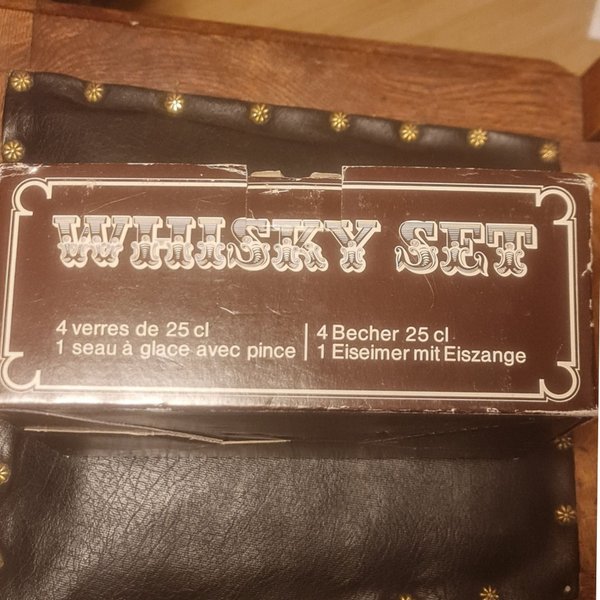 WHISKY SET
4 verres de 25 cl
1 seau à glace avec pince
4 Becher 25 cl
1 Eiseimer mit Eiszange